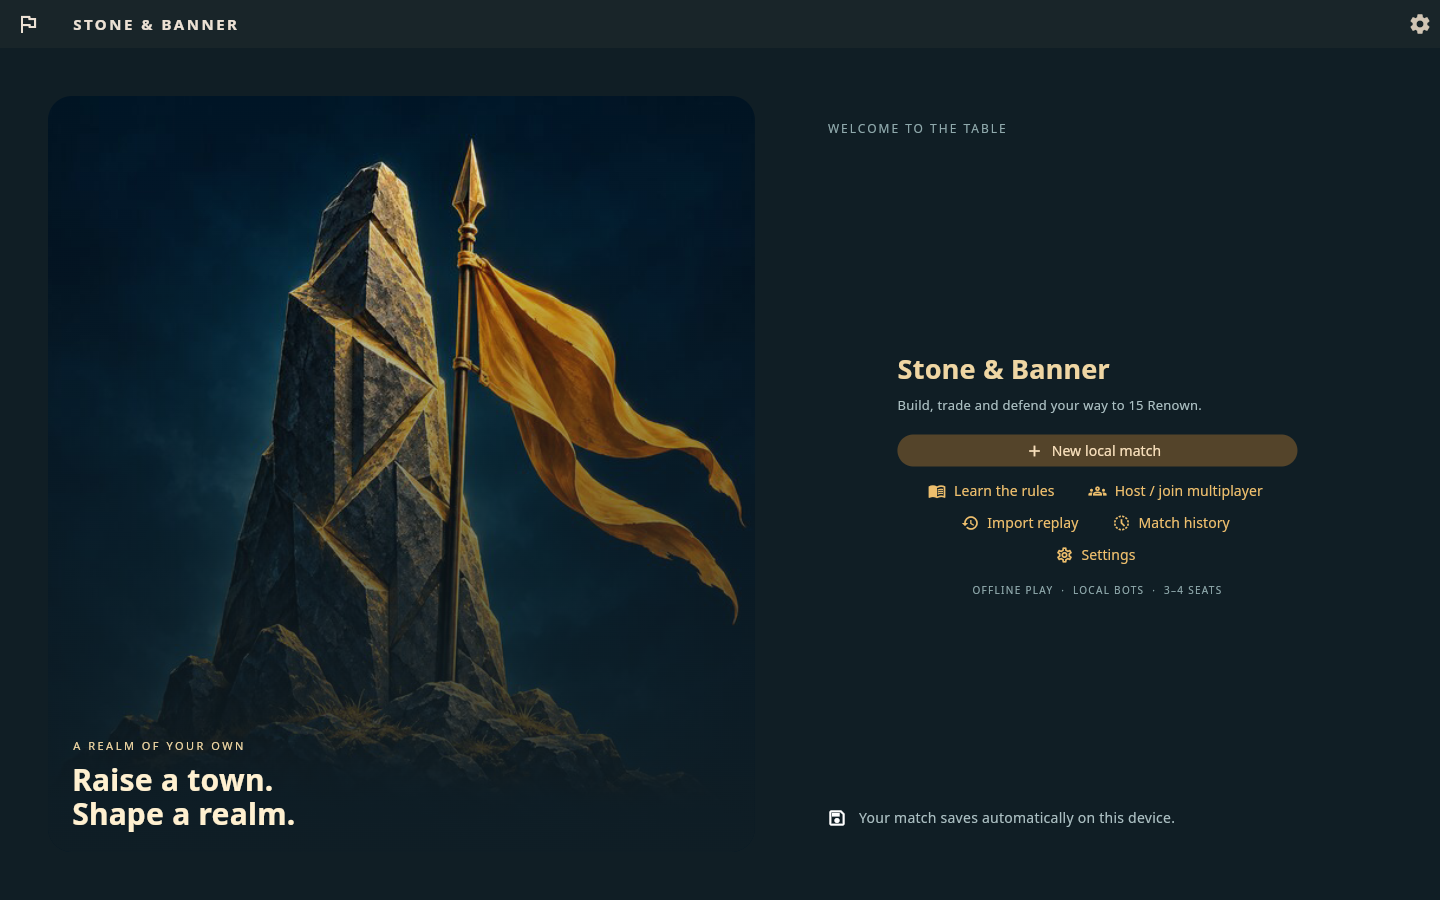 STONE & BANNER
WELCOME TO THE TABLE
Stone & Banner
Build, trade and defend your way to 15 Renown.
New local match
Learn the rules
Host / join multiplayer
Import replay
Match history
Settings
OFFLINE PLAY · LOCAL BOTS · 3–4 SEATS
A REALM OF YOUR OWN
Raise a town.
Shape a realm.
Your match saves automatically on this device.